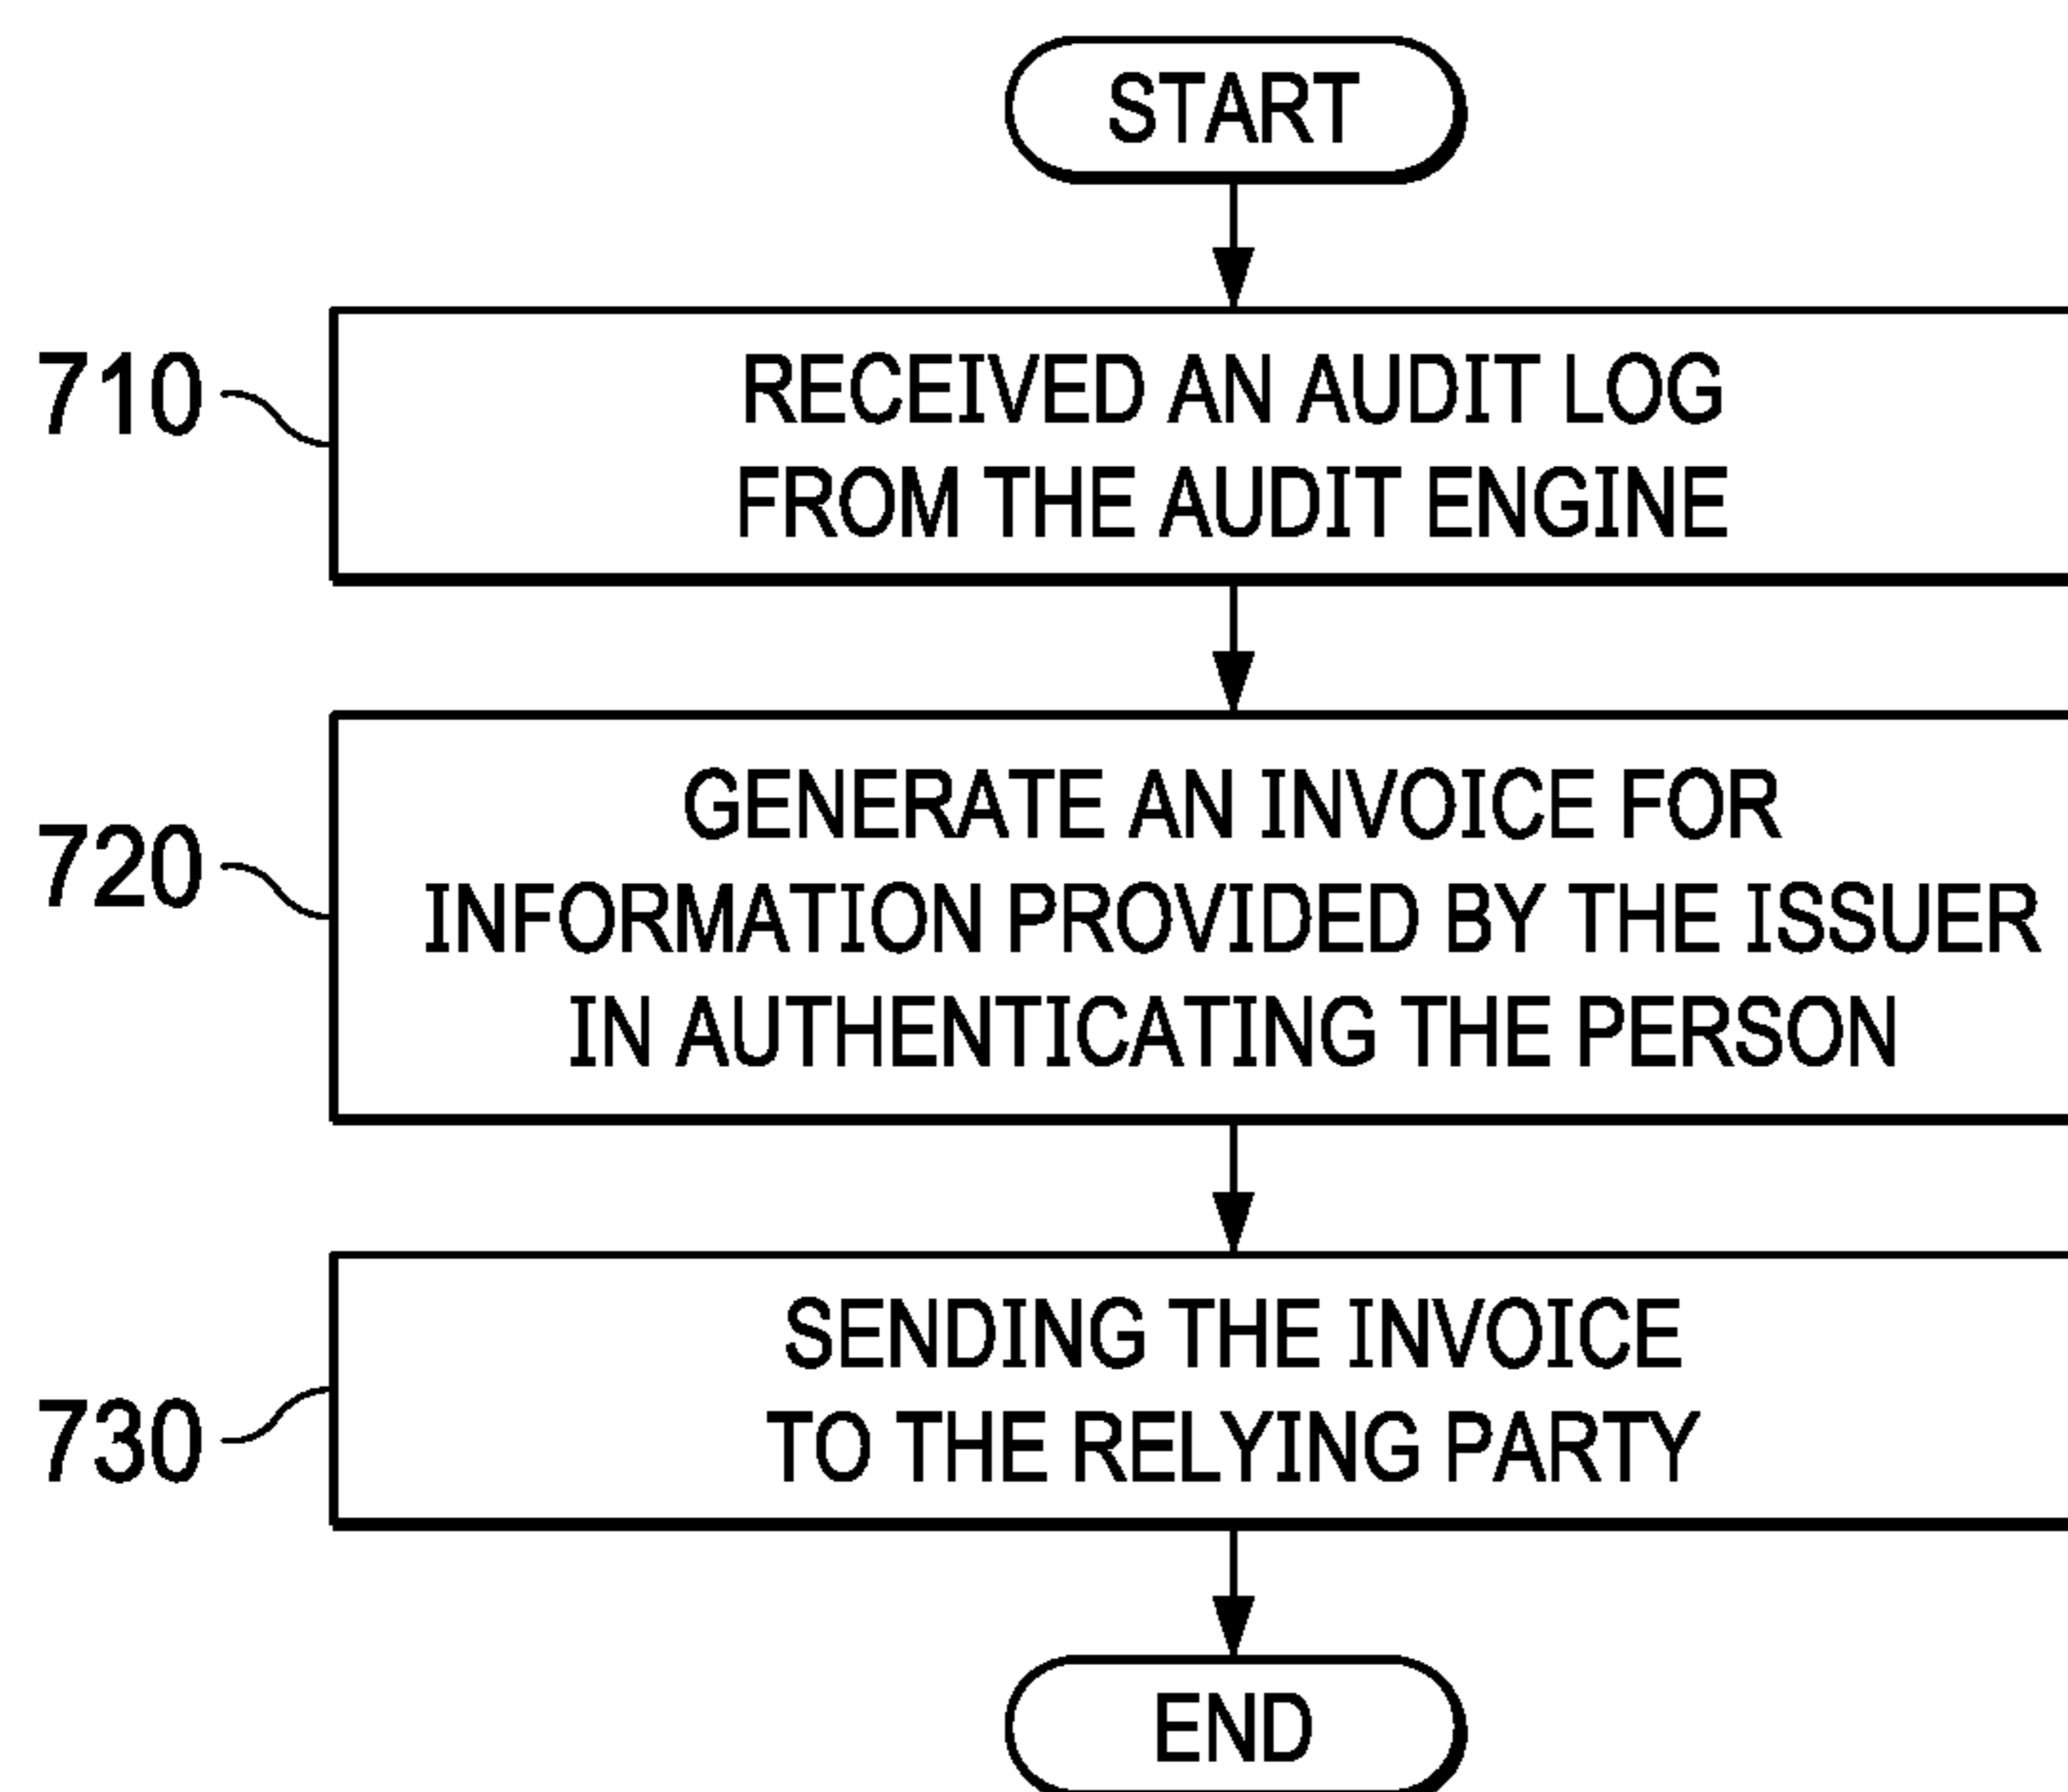 START
710
RECEIVED AN AUDIT LOG
FROM THE AUDIT ENGINE
720
GENERATE AN INVOICE FOR
INFORMATION PROVIDED BY THE ISSUER
IN AUTHENTICATING THE PERSON
730
SENDING THE INVOICE
TO THE RELYING PARTY
END